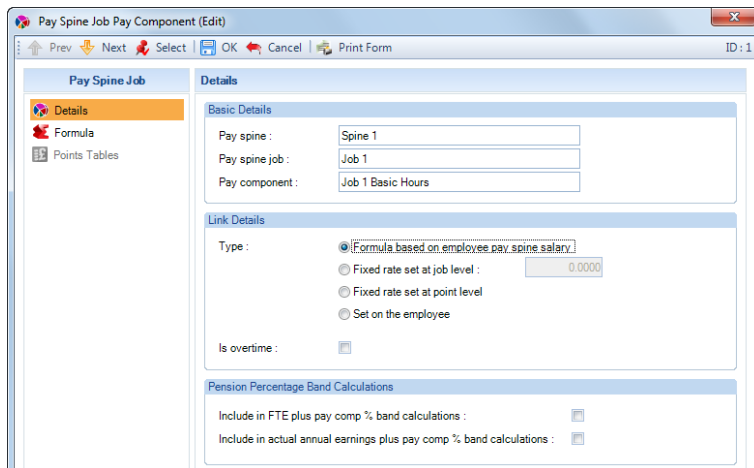 Pay Spine Job Pay Component (Edit)
Prev Next Select OK Cancel Print Form ID : 1
Pay Spine Job
Details
Formula
Points Tables
Details
Basic Details
Pay spine : Spine 1
Pay spine job : Job 1
Pay component : Job 1 Basic Hours
Link Details
Type : Formula based on employee pay spine salary
Fixed rate set at job level : 0.0000
Fixed rate set at point level
Set on the employee
Is overtime :
Pension Percentage Band Calculations
Include in FTE plus pay comp % band calculations :
Include in actual annual earnings plus pay comp % band calculations :